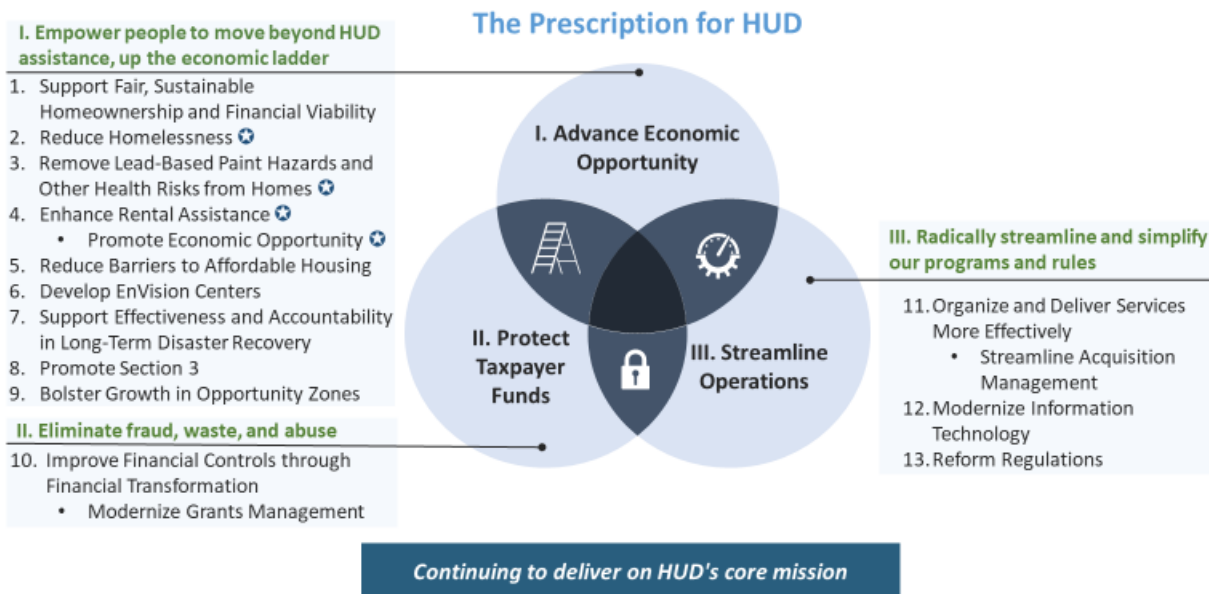 The Prescription for HUD
I. Empower people to move beyond HUD
assistance, up the economic ladder
1. Support Fair, Sustainable
Homeownership and Financial Viability
2. Reduce Homelessness
3. Remove Lead-Based Paint Hazards and
Other Health Risks from Homes
4. Enhance Rental Assistance
• Promote Economic Opportunity
5. Reduce Barriers to Affordable Housing
6. Develop EnVision Centers
7. Support Effectiveness and Accountability
in Long-Term Disaster Recovery
8. Promote Section 3
9. Bolster Growth in Opportunity Zones
II. Eliminate fraud, waste, and abuse
10. Improve Financial Controls through
Financial Transformation
• Modernize Grants Management
I. Advance Economic
Opportunity
II. Protect
Taxpayer
Funds
III. Streamline
Operations
III. Radically streamline and simplify
our programs and rules
11. Organize and Deliver Services
More Effectively
• Streamline Acquisition
Management
12. Modernize Information
Technology
13. Reform Regulations
Continuing to deliver on HUD's core mission